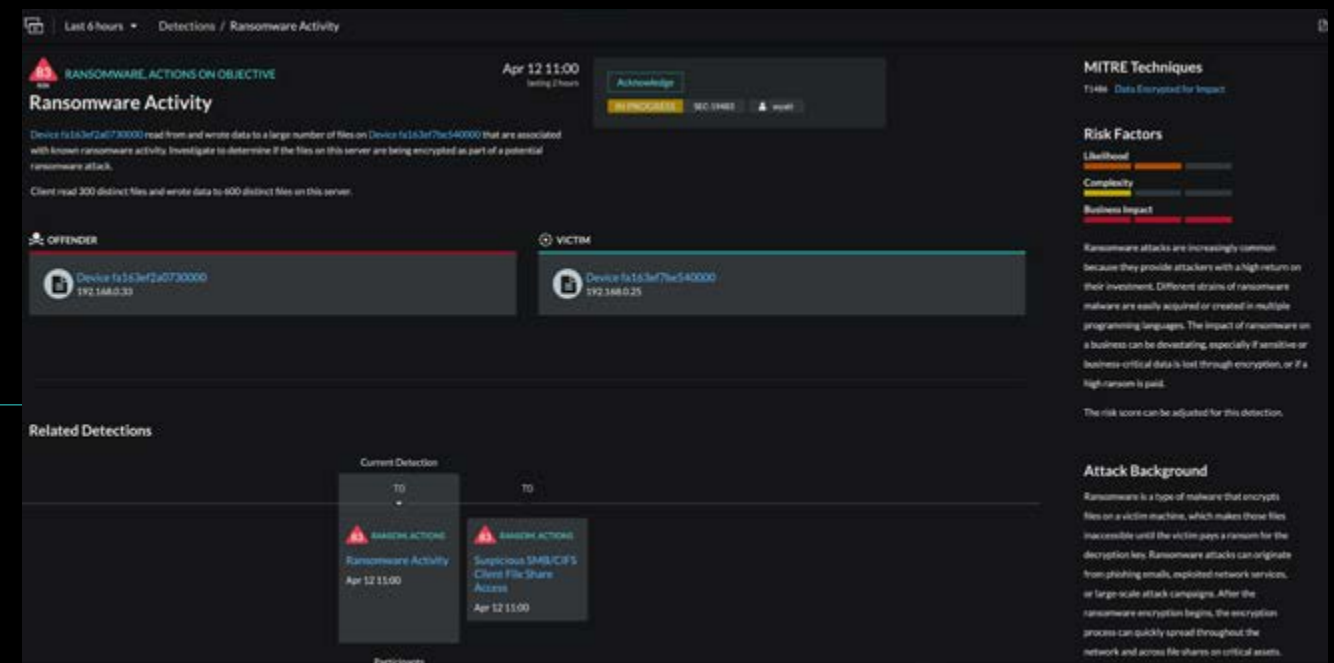 Last 6 hours
Detections / Ransomware Activity
83
RISK
RANSOMWARE, ACTIONS ON OBJECTIVE
Ransomware Activity
Apr 12 11:00
lasting 2 hours
Acknowledge
IN PROGRESS
SEC-19483
wyatt
Device fa163ef2a0730000 read from and wrote data to a large number of files on Device fa163ef7be540000 that are associated
with known ransomware activity. Investigate to determine if the files on this server are being encrypted as part of a potential
ransomware attack.
Client read 300 distinct files and wrote data to 600 distinct files on this server.
OFFENDER
Device fa163ef2a0730000
192.168.0.33
VICTIM
Device fa163ef7be540000
192.168.0.25
Related Detections
Current Detection
TO
TO
83
RANSOM, ACTIONS
Ransomware Activity
Apr 12 11:00
83
RANSOM, ACTIONS
Suspicious SMB/CIFS
Client File Share
Access
Apr 12 11:00
Participants
MITRE Techniques
T1486 Data Encrypted for Impact
Risk Factors
Likelihood
Complexity
Business Impact
Ransomware attacks are increasingly common
because they provide attackers with a high return on
their investment. Different strains of ransomware
malware are easily acquired or created in multiple
programming languages. The impact of ransomware on
a business can be devastating, especially if sensitive or
business-critical data is lost through encryption, or if a
high ransom is paid.
The risk score can be adjusted for this detection.
Attack Background
Ransomware is a type of malware that encrypts
files on a victim machine, which makes those files
inaccessible until the victim pays a ransom for the
decryption key. Ransomware attacks can originate
from phishing emails, exploited network services,
or large-scale attack campaigns. After the
ransomware encryption begins, the encryption
process can quickly spread throughout the
network and across file shares on critical assets.